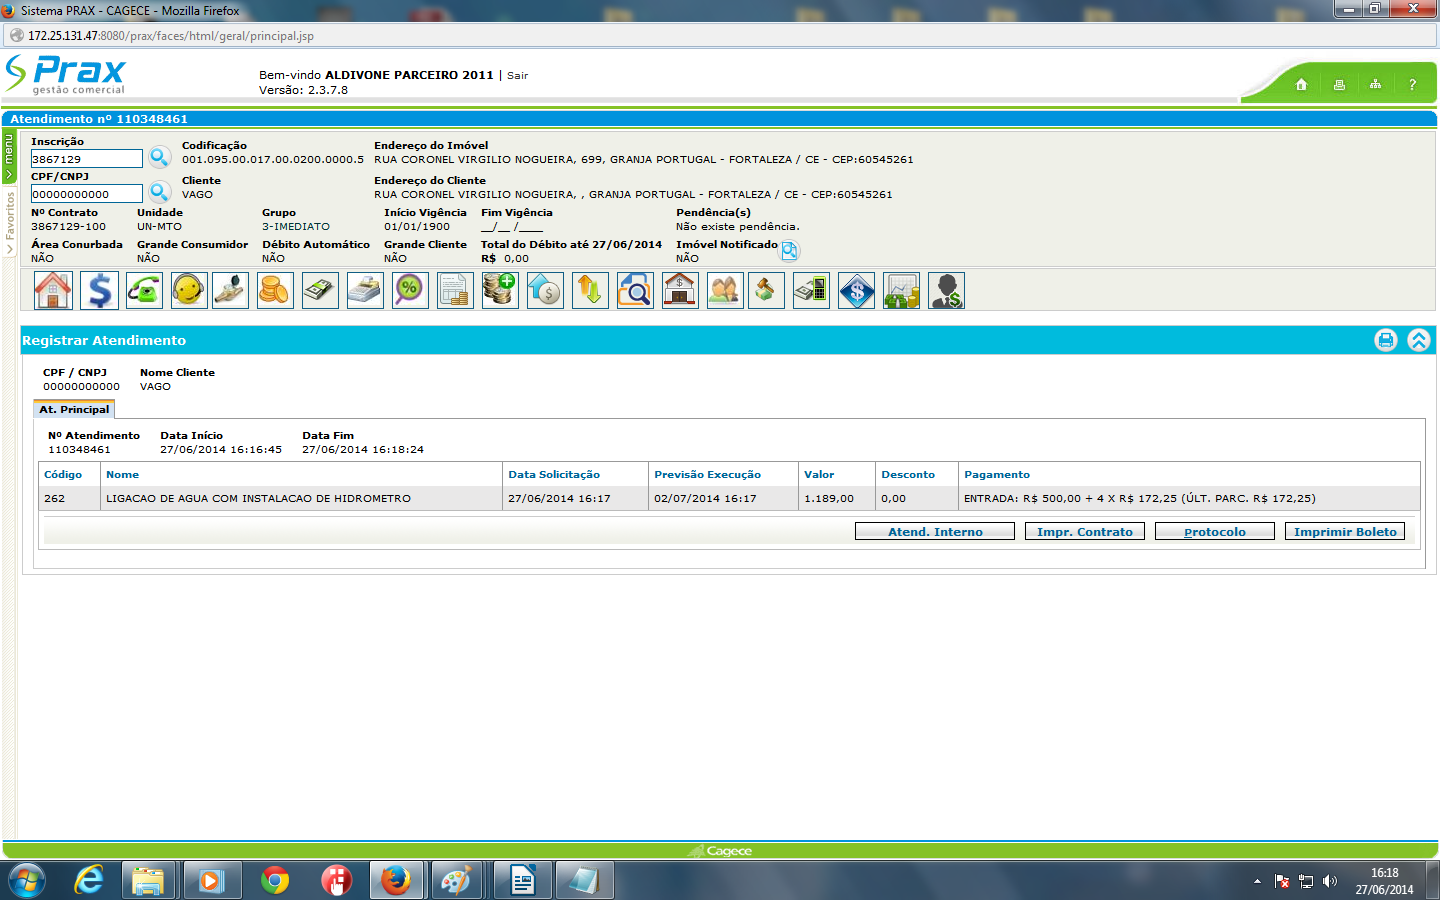 Sistema PRAX - CAGECE - Mozilla Firefox
172.25.131.47:8080/prax/faces/html/geral/principal.jsp
Prax
gestão comercial
Bem-vindo ALDIVONE PARCEIRO 2011 | Sair
Versão: 2.3.7.8
?
Atendimento nº 110348461
menu
Favoritos
Inscrição Codificação Endereço do Imóvel
3867129 001.095.00.017.00.0200.0000.5 RUA CORONEL VIRGILIO NOGUEIRA, 699, GRANJA PORTUGAL - FORTALEZA / CE - CEP:60545261
CPF/CNPJ Cliente Endereço do Cliente
00000000000 VAGO RUA CORONEL VIRGILIO NOGUEIRA, , GRANJA PORTUGAL - FORTALEZA / CE - CEP:60545261
Nº Contrato Unidade Grupo Início Vigência Fim Vigência Pendência(s)
3867129-100 UN-MTO 3-IMEDIATO 01/01/1900 __/__ /____ Não existe pendência.
Área Conurbada Grande Consumidor Débito Automático Grande Cliente Total do Débito até 27/06/2014 Imóvel Notificado
NÃO NÃO NÃO NÃO R$ 0,00 NÃO
Registrar Atendimento
CPF / CNPJ Nome Cliente
00000000000 VAGO
At. Principal
Nº Atendimento Data Início Data Fim
110348461 27/06/2014 16:16:45 27/06/2014 16:18:24
Código Nome Data Solicitação Previsão Execução Valor Desconto Pagamento
262 LIGACAO DE AGUA COM INSTALACAO DE HIDROMETRO 27/06/2014 16:17 02/07/2014 16:17 1.189,00 0,00 ENTRADA: R$ 500,00 + 4 X R$ 172,25 (ÚLT. PARC. R$ 172,25)
Atend. Interno Impr. Contrato Protocolo Imprimir Boleto
Cagece
16:18
27/06/2014